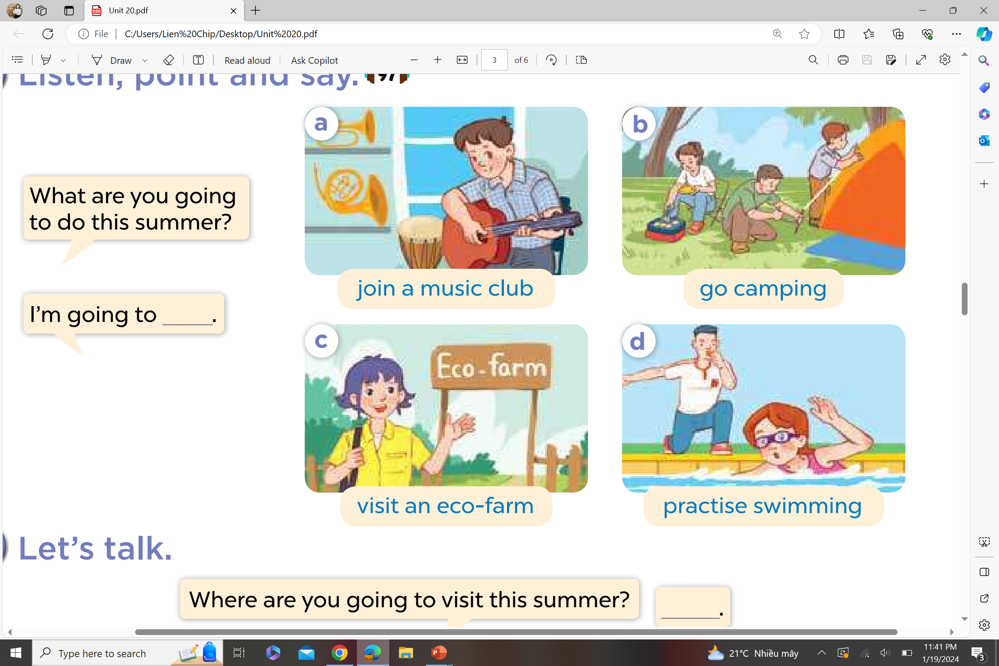 Unit 20.pdf
File
C:/Users/Lien%20Chip/Desktop/Unit%2020.pdf
Draw
Read aloud
Ask Copilot
3
of 6
Listen, point and say. 97
a
b
What are you going
to do this summer?
join a music club
go camping
I'm going to _____.
c
d
Eco-farm
visit an eco-farm
practise swimming
Let's talk.
Where are you going to visit this summer?
______.
Type here to search
21°C Nhiều mây
11:41 PM
1/19/2024
3